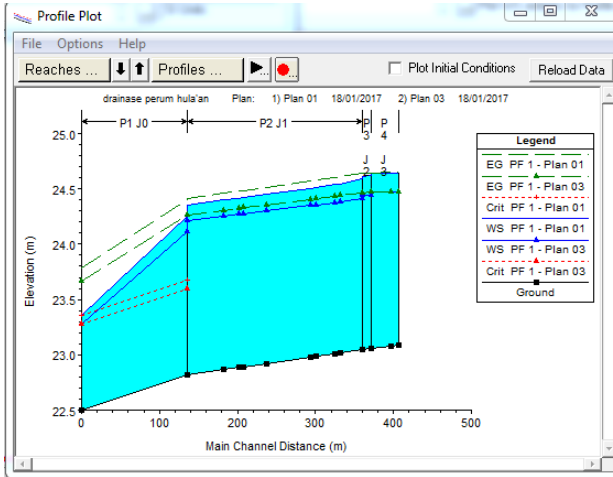 Profile Plot
File Options Help
Reaches ... Profiles ... Plot Initial Conditions Reload Data
drainase perum hula'an Plan: 1) Plan 01 18/01/2017 2) Plan 03 18/01/2017
P1 J0 P2 J1 P3 J2 P4 J3
Legend
EG PF 1 - Plan 01
EG PF 1 - Plan 03
Crit PF 1 - Plan 01
WS PF 1 - Plan 01
WS PF 1 - Plan 03
Crit PF 1 - Plan 03
Ground
Elevation (m)
25.0
24.5
24.0
23.5
23.0
22.5
0 100 200 300 400 500
Main Channel Distance (m)